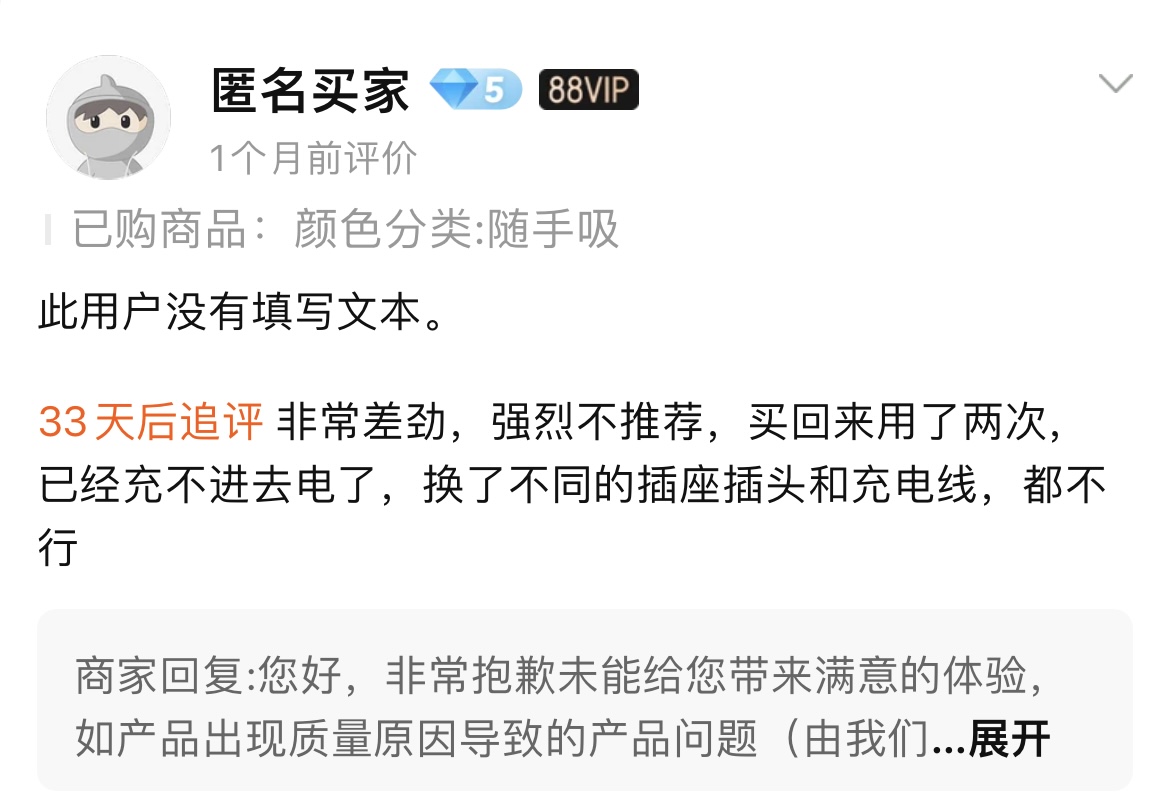 匿名买家 5 88VIP
1个月前评价
已购商品：颜色分类:随手吸
此用户没有填写文本。
33天后追评 非常差劲，强烈不推荐，买回来用了两次，
已经充不进去电了，换了不同的插座插头和充电线，都不
行
商家回复:您好，非常抱歉未能给您带来满意的体验，
如产品出现质量原因导致的产品问题（由我们...展开